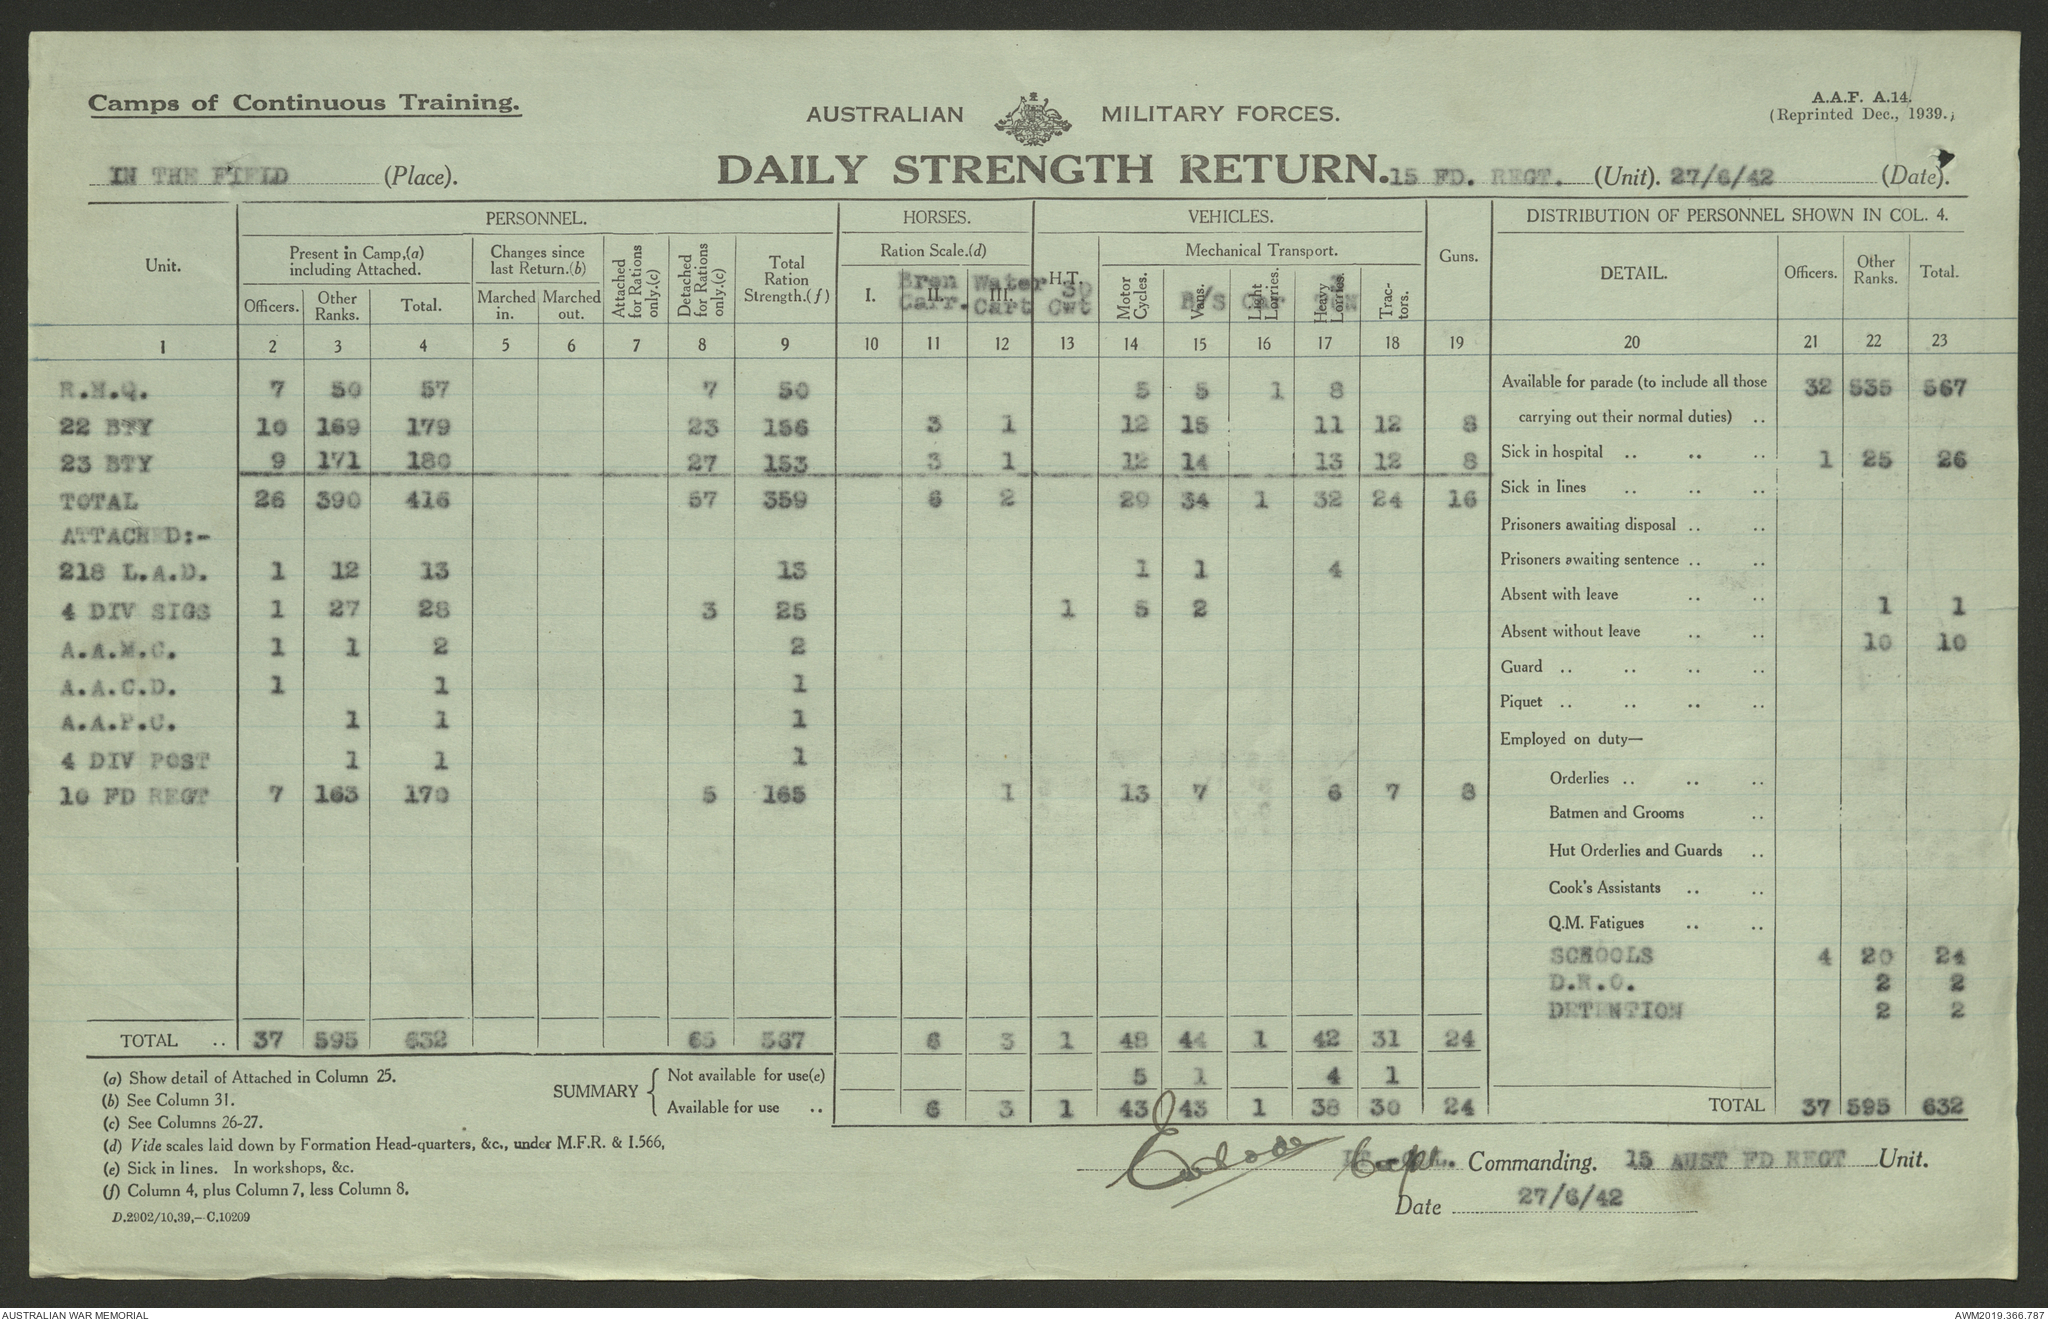 Camps of Continuous Training.
AUSTRALIAN MILITARY FORCES.
A.A.F. A.14.
(Reprinted Dec., 1939.)
IN THE FIELD (Place). DAILY STRENGTH RETURN. 15 FD. REGT. (Unit). 27/6/42 (Date).
PERSONNEL. HORSES. VEHICLES. DISTRIBUTION OF PERSONNEL SHOWN IN COL. 4.
Unit. Present in Camp,(a) including Attached. Changes since last Return.(b) Attached for Rations only.(c) Detached for Rations only.(c) Total Ration Strength.(f) Ration Scale.(d) H.T. Mechanical Transport. Guns. DETAIL. Officers. Other Ranks. Total.
Officers. Other Ranks. Total. Marched in. Marched out. I. II. III. Motor Cycles. Vans. Light Lorries. Heavy Lorries. Tractors.
Bren Carr. Water Cart Cwt R/S Car
1 2 3 4 5 6 7 8 9 10 11 12 13 14 15 16 17 18 19 20 21 22 23
R.H.Q. 7 50 57 7 50 5 5 1 8
22 BTY 10 169 179 23 156 3 1 12 15 11 12 8
23 BTY 9 171 180 27 153 3 1 12 14 13 12 8
TOTAL 26 390 416 57 359 6 2 29 34 1 32 24 16
ATTACHED:-
218 L.A.D. 1 12 13 13 1 1 4
4 DIV SIGS 1 27 28 3 25 1 5 2
A.A.M.C. 1 1 2 2
A.A.C.D. 1 1 1
A.A.P.C. 1 1 1
4 DIV POST 1 1 1
10 FD REGT 7 163 170 5 165 1 13 7 6 7 8
TOTAL .. 37 595 632 65 567 6 3 1 48 44 1 42 31 24
SUMMARY { Not available for use(e) 5 1 4 1
Available for use .. 6 3 1 43 43 1 38 30 24
Available for parade (to include all those 32 535 567
carrying out their normal duties) ..
Sick in hospital .. .. .. 1 25 26
Sick in lines .. .. ..
Prisoners awaiting disposal .. ..
Prisoners awaiting sentence .. ..
Absent with leave .. .. 1 1
Absent without leave .. .. 10 10
Guard .. .. .. ..
Piquet .. .. .. ..
Employed on duty—
Orderlies .. .. ..
Batmen and Grooms ..
Hut Orderlies and Guards ..
Cook's Assistants .. ..
Q.M. Fatigues .. ..
SCHOOLS 4 20 24
D.R.O. 2 2
DETENTION 2 2
TOTAL 37 595 632
(a) Show detail of Attached in Column 25.
(b) See Column 31.
(c) See Columns 26-27.
(d) Vide scales laid down by Formation Head-quarters, &c., under M.F.R. & I.566,
(e) Sick in lines. In workshops, &c.
(f) Column 4, plus Column 7, less Column 8.
D.2902/10.39.—C.10209
Commanding. 15 AUST FD REGT Unit.
Date 27/6/42
AUSTRALIAN WAR MEMORIAL
AWM2019.366.787